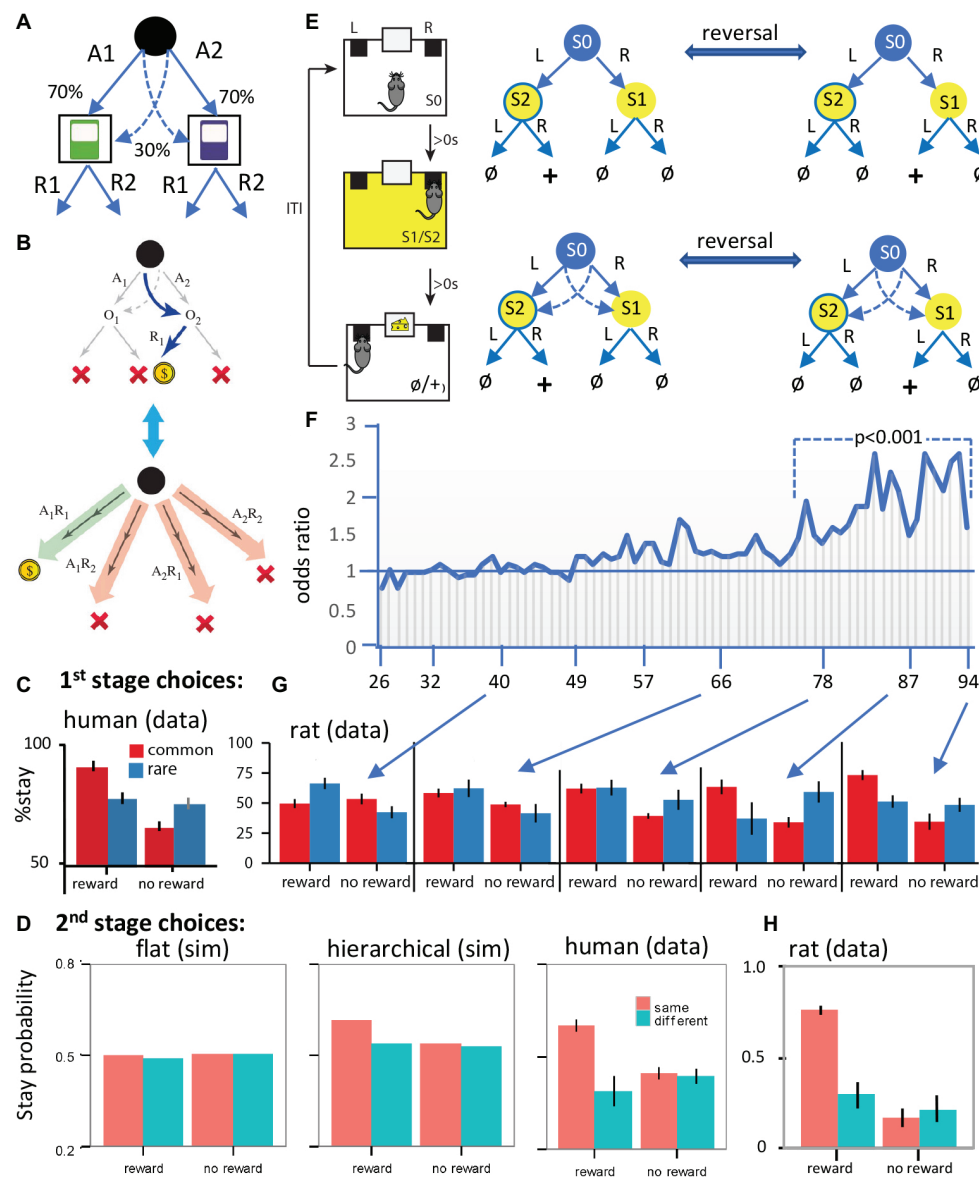 A
A1
A2
70%
70%
30%
R1
R2
R1
R2
B
A₁
A₂
O₁
O₂
R₁
$
A₁R₁
A₂R₂
A₁R₂
A₂R₁
$
E
L
R
S0
>0s
S1/S2
>0s
ø/+)
ITI
reversal
S0
L
R
S2
S1
L
R
L
R
ø
+
ø
ø
S0
L
R
S2
S1
L
R
L
R
ø
ø
+
ø
reversal
S0
L
R
S2
S1
L
R
L
R
ø
+
ø
ø
S0
L
R
S2
S1
L
R
L
R
ø
ø
+
ø
F
odds ratio
3
2.5
2
1.5
1
0.5
0
p<0.001
26
32
40
49
57
66
78
87
94
C
1st stage choices:
human (data)
%stay
100
50
common
rare
reward
no reward
G
rat (data)
100
75
50
25
0
reward
no reward
reward
no reward
reward
no reward
reward
no reward
reward
no reward
D
2nd stage choices:
Stay probability
flat (sim)
0.8
0.5
0.2
reward
no reward
hierarchical (sim)
reward
no reward
human (data)
same
different
reward
no reward
H
rat (data)
1.0
0.5
0
reward
no reward